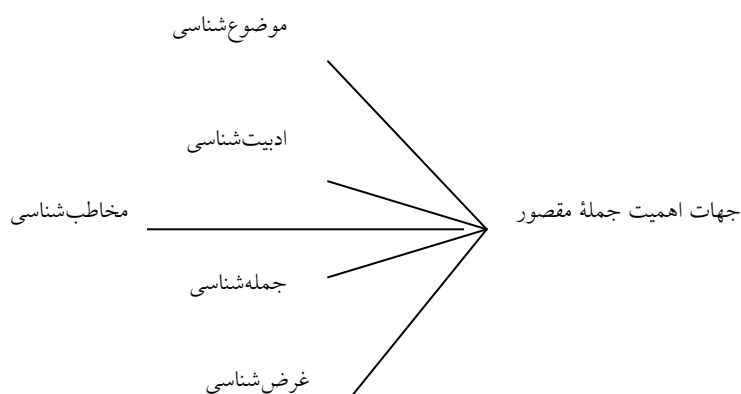 موضوع‌شناسی
ادبیت‌شناسی
جهات اهمیت جملهٔ مقصور
مخاطب‌شناسی
جمله‌شناسی
غرض‌شناسی